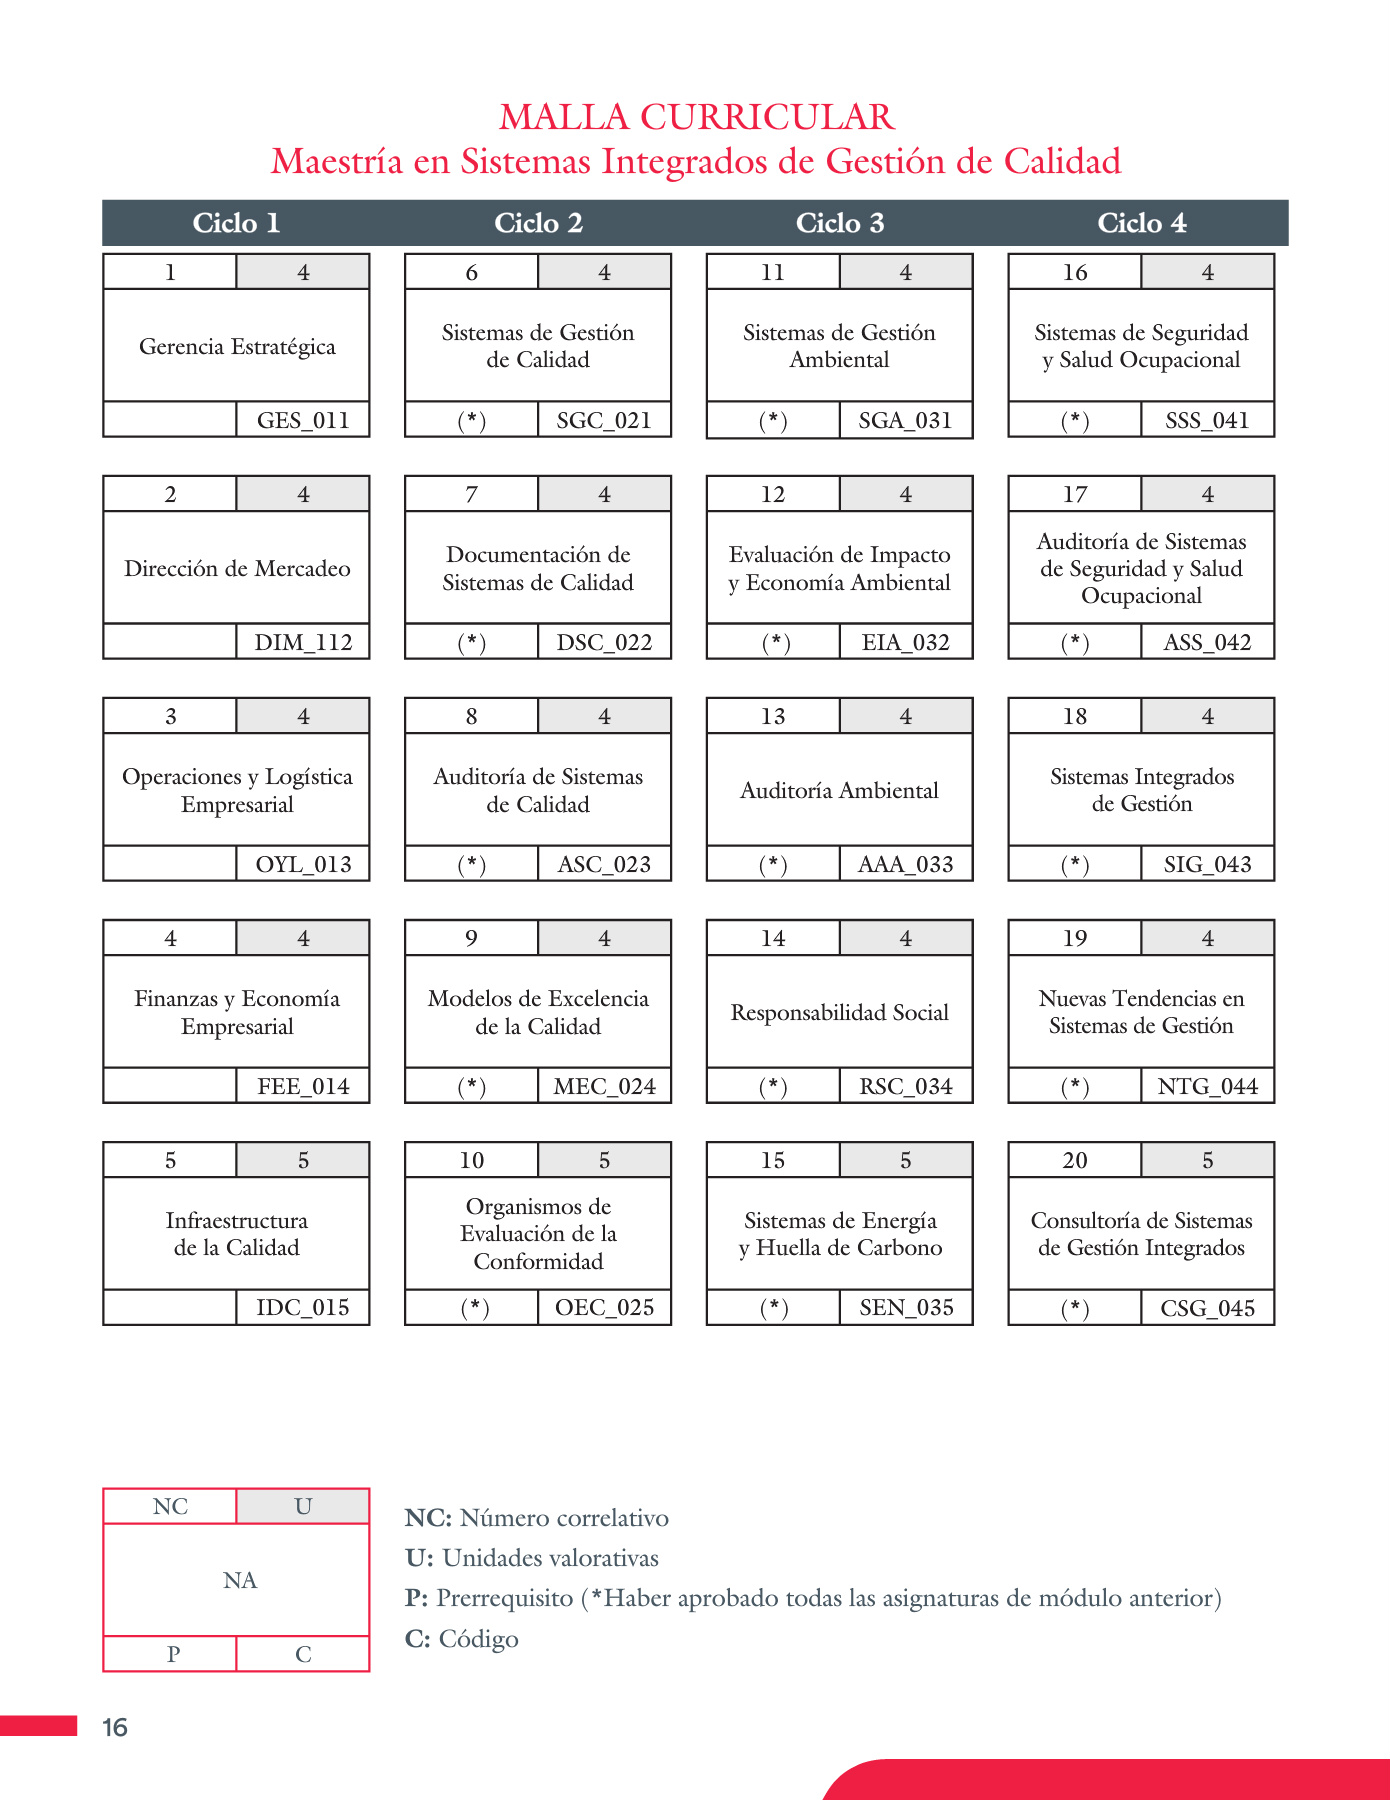 MALLA CURRICULAR
Maestría en Sistemas Integrados de Gestión de Calidad
Ciclo 1 Ciclo 2 Ciclo 3 Ciclo 4
1 4 6 4 11 4 16 4
Gerencia Estratégica
Sistemas de Gestión
de Calidad
Sistemas de Gestión
Ambiental
Sistemas de Seguridad
y Salud Ocupacional
GES_011 (*) SGC_021 (*) SGA_031 (*) SSS_041
2 4 7 4 12 4 17 4
Dirección de Mercadeo
Documentación de
Sistemas de Calidad
Evaluación de Impacto
y Economía Ambiental
Auditoría de Sistemas
de Seguridad y Salud
Ocupacional
DIM_112 (*) DSC_022 (*) EIA_032 (*) ASS_042
3 4 8 4 13 4 18 4
Operaciones y Logística
Empresarial
Auditoría de Sistemas
de Calidad
Auditoría Ambiental
Sistemas Integrados
de Gestión
OYL_013 (*) ASC_023 (*) AAA_033 (*) SIG_043
4 4 9 4 14 4 19 4
Finanzas y Economía
Empresarial
Modelos de Excelencia
de la Calidad
Responsabilidad Social
Nuevas Tendencias en
Sistemas de Gestión
FEE_014 (*) MEC_024 (*) RSC_034 (*) NTG_044
5 5 10 5 15 5 20 5
Infraestructura
de la Calidad
Organismos de
Evaluación de la
Conformidad
Sistemas de Energía
y Huella de Carbono
Consultoría de Sistemas
de Gestión Integrados
IDC_015 (*) OEC_025 (*) SEN_035 (*) CSG_045
NC U
NA
P C
NC: Número correlativo
U: Unidades valorativas
P: Prerrequisito (*Haber aprobado todas las asignaturas de módulo anterior)
C: Código
16